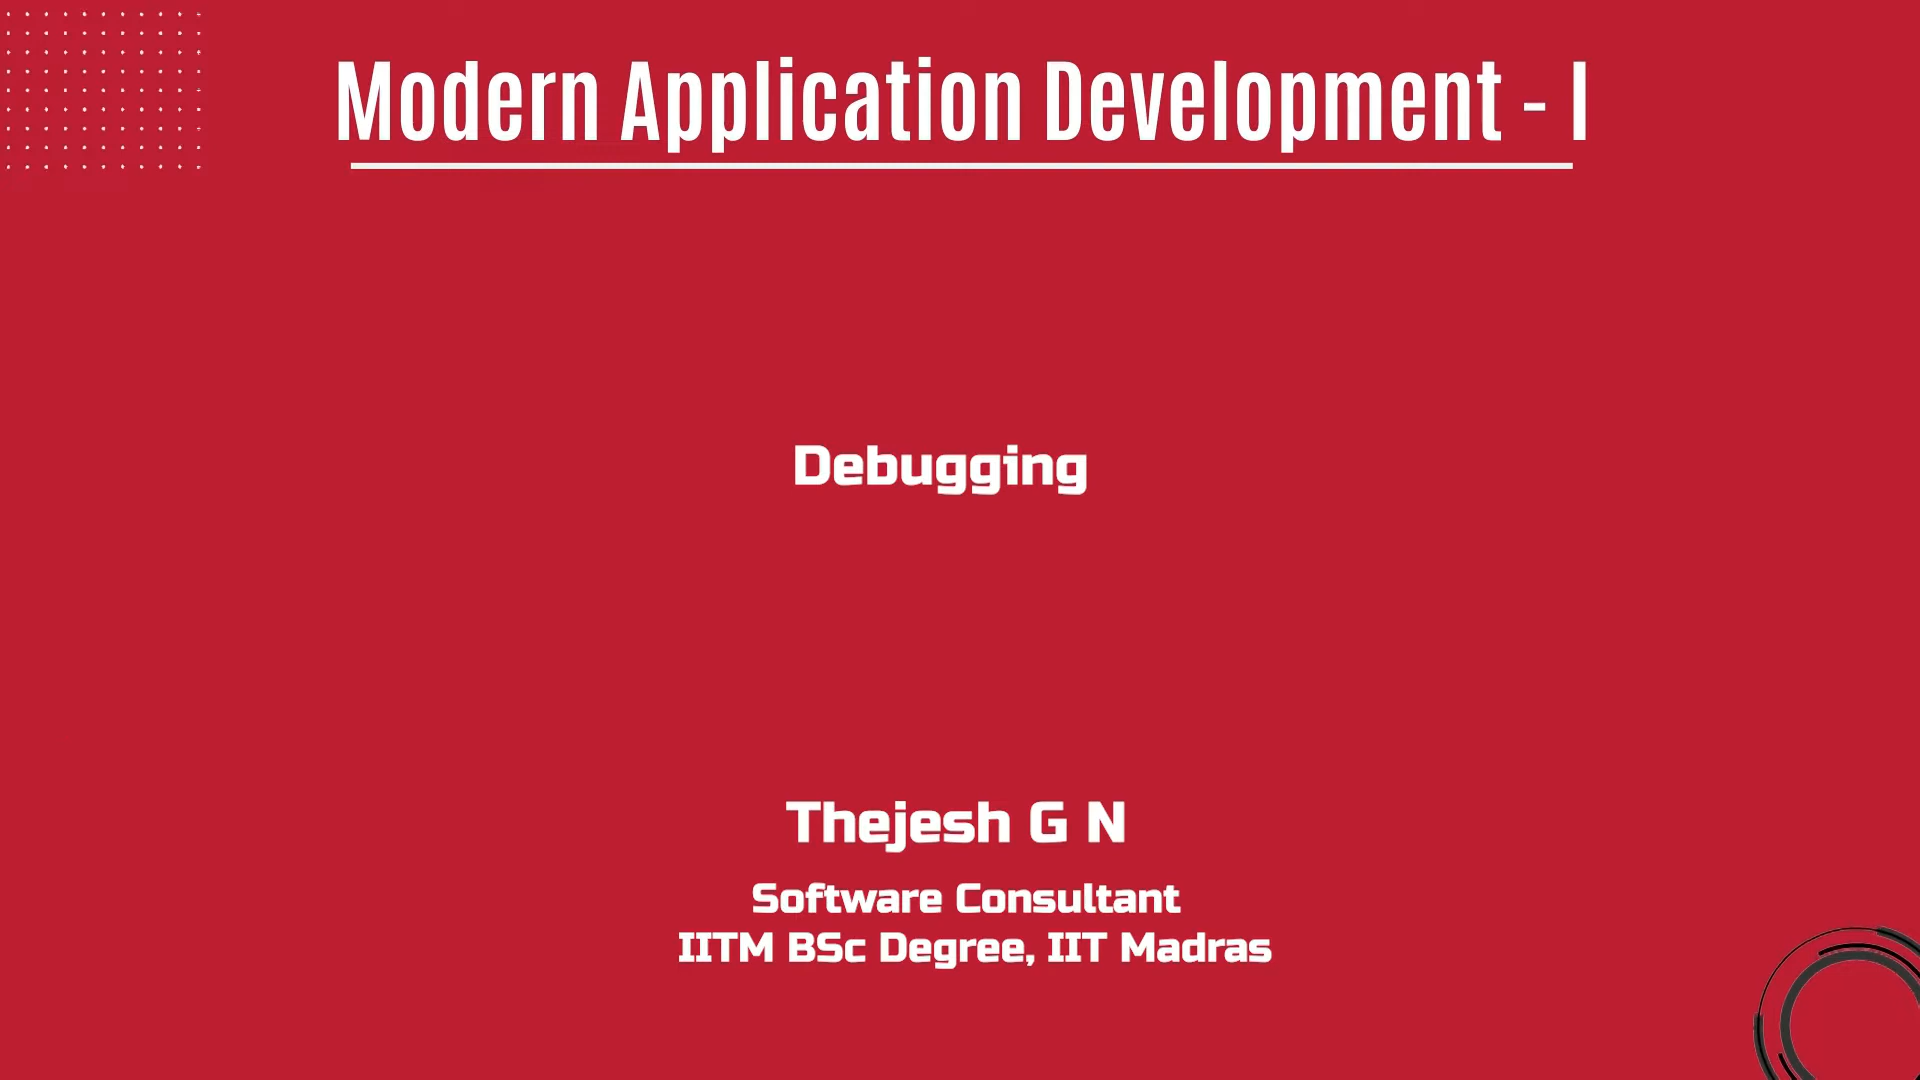 Modern Application Development - I
Debugging
Thejesh G N
Software Consultant
IITM BSc Degree, IIT Madras